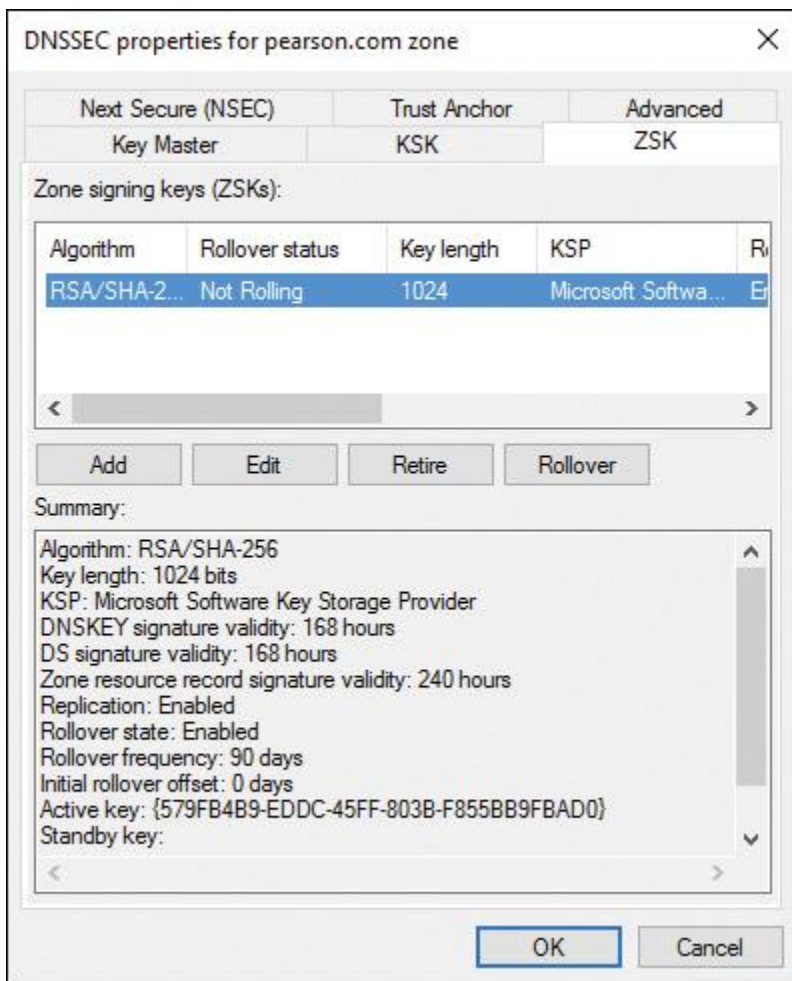 DNSSEC properties for pearson.com zone
Next Secure (NSEC) Trust Anchor Advanced
Key Master KSK ZSK
Zone signing keys (ZSKs):
Algorithm Rollover status Key length KSP
RSA/SHA-2... Not Rolling 1024 Microsoft Softwa...
Add Edit Retire Rollover
Summary:
Algorithm: RSA/SHA-256
Key length: 1024 bits
KSP: Microsoft Software Key Storage Provider
DNSKEY signature validity: 168 hours
DS signature validity: 168 hours
Zone resource record signature validity: 240 hours
Replication: Enabled
Rollover state: Enabled
Rollover frequency: 90 days
Initial rollover offset: 0 days
Active key: {579FB4B9-EDDC-45FF-803B-F855BB9FBAD0}
Standby key:
OK Cancel